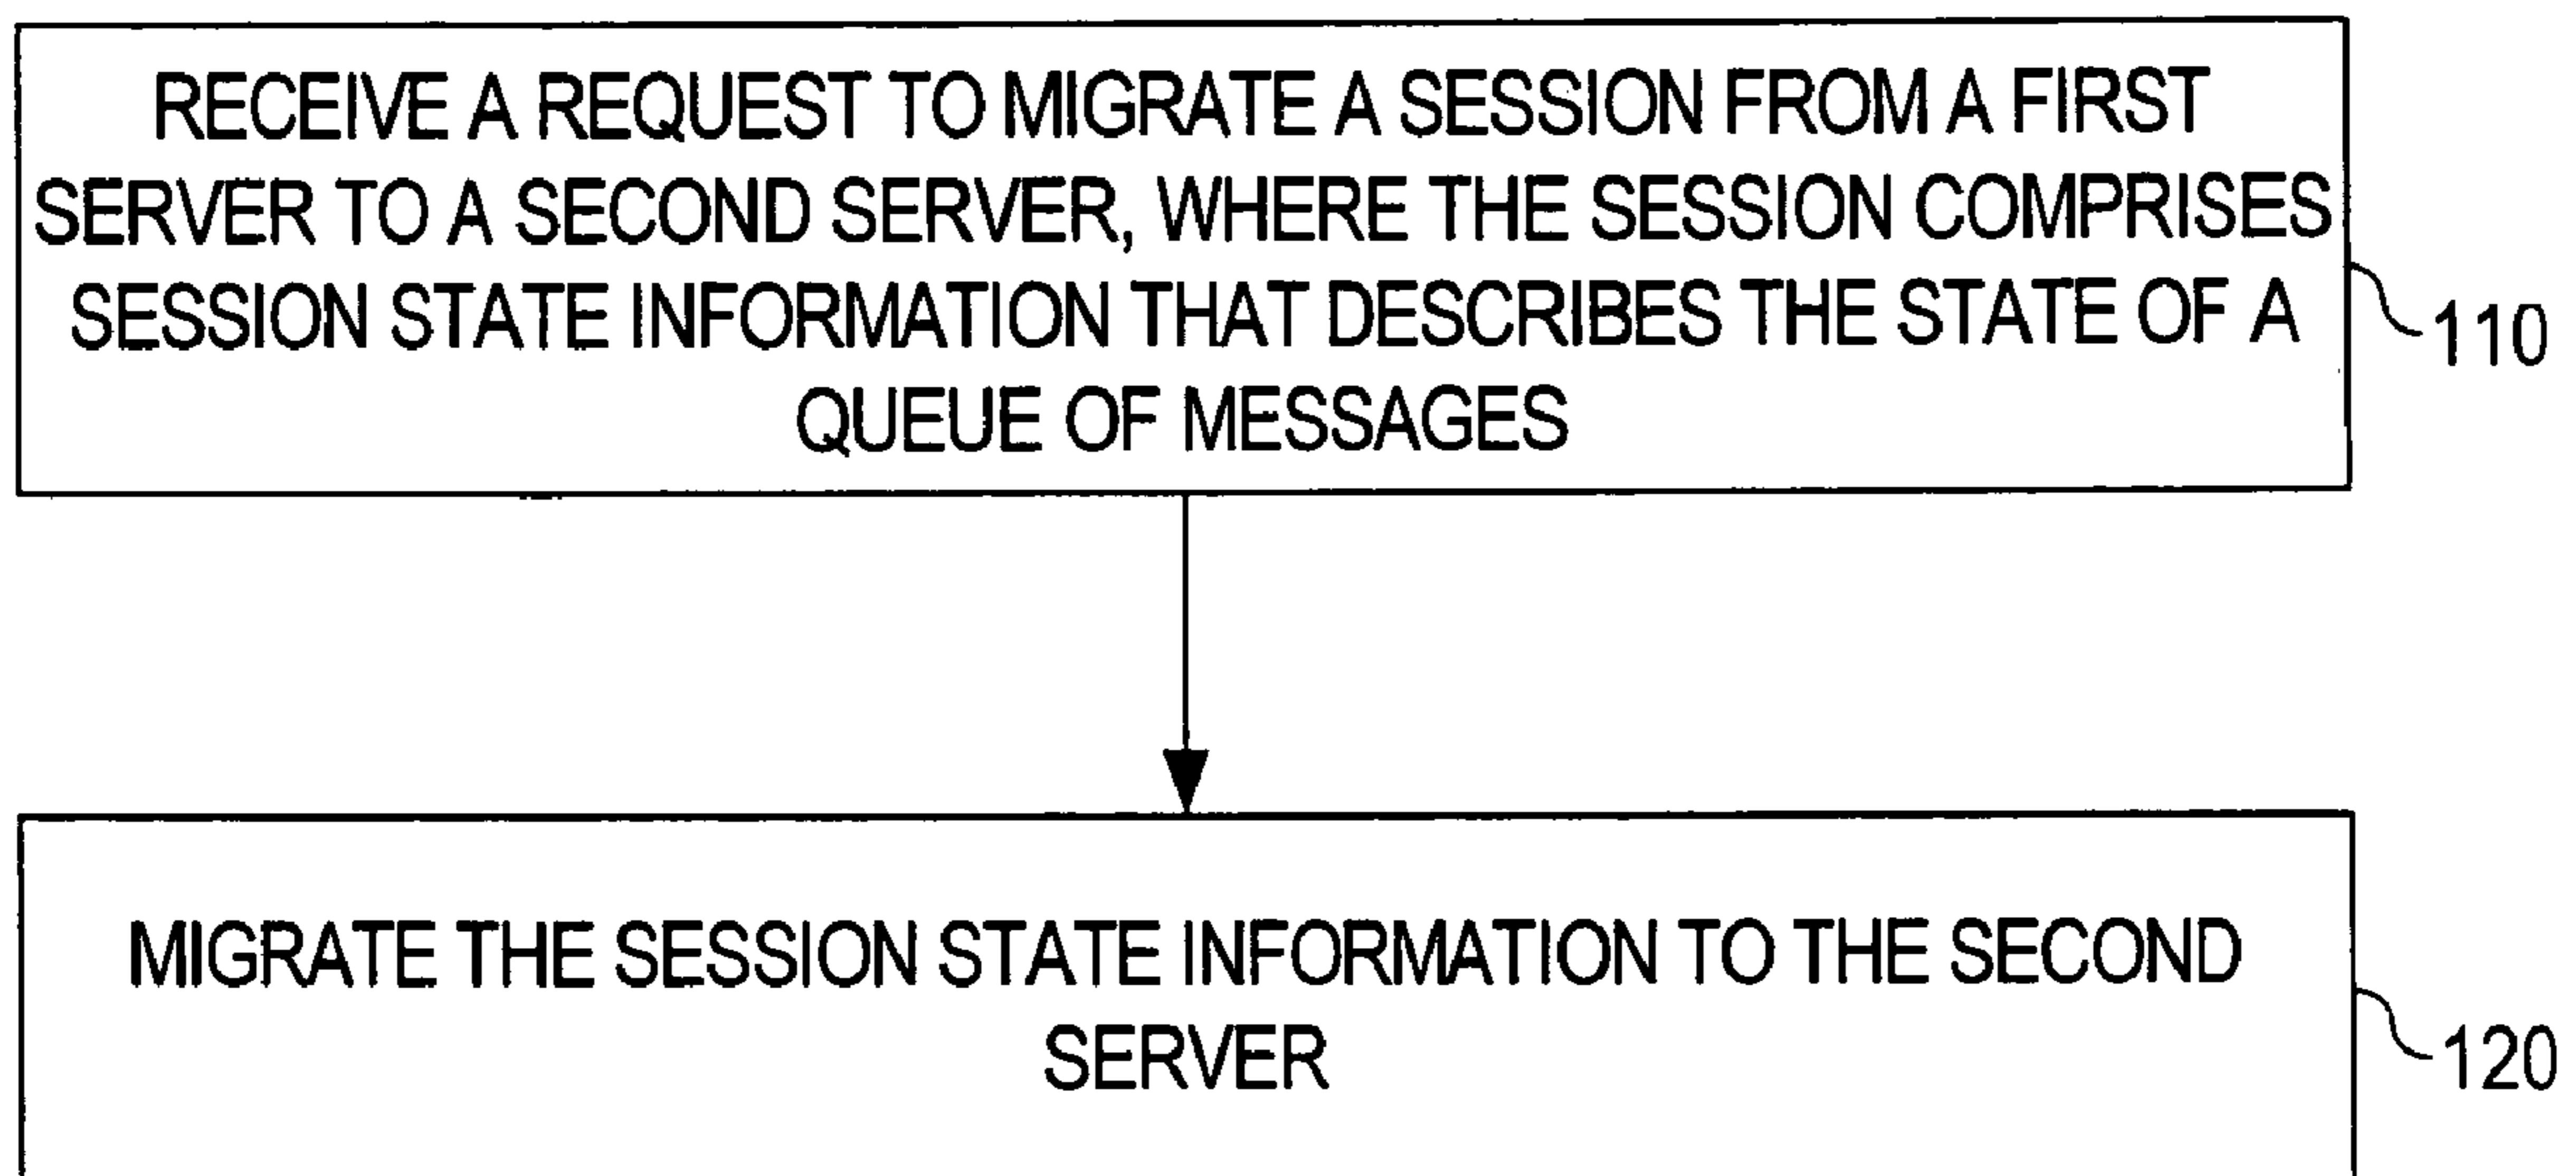 RECEIVE A REQUEST TO MIGRATE A SESSION FROM A FIRST
SERVER TO A SECOND SERVER, WHERE THE SESSION COMPRISES
SESSION STATE INFORMATION THAT DESCRIBES THE STATE OF A
QUEUE OF MESSAGES
110
MIGRATE THE SESSION STATE INFORMATION TO THE SECOND
SERVER
120